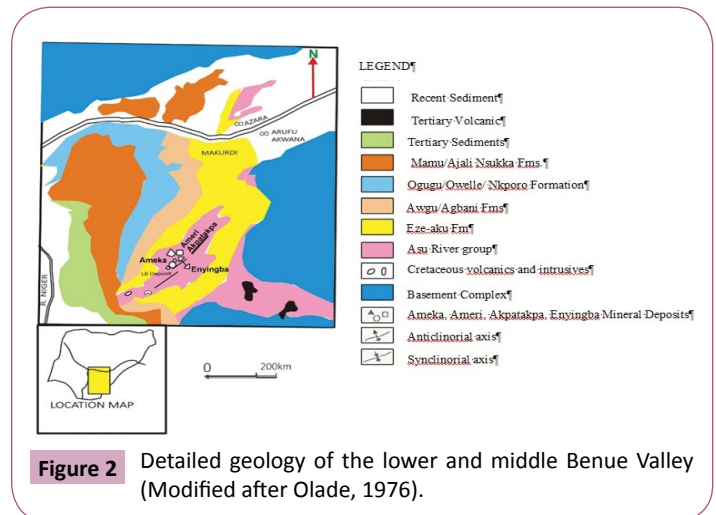 N
AZARA
ARUFU
AKWANA
MAKURDI
Ameri
Akpatakpa
Ameka
LB Deposit
Enyingba
R. NIGER
LOCATION MAP
0 200km
LEGEND¶
Recent·Sediment¶
Tertiary·Volcanic¶
Tertiary·Sediments¶
Mamu/Ajali·Nsukka·Fms.¶
Ogugu/Owelle/·Nkporo·Formation¶
Awgu/Agbani·Fms¶
Eze-aku·Fm¶
Asu·River·group¶
Cretaceous·volcanics·and·intrusives¶
Basement·Complex¶
Ameka,·Ameri,·Akpatakpa,·Enyingba·Mineral·Deposits¶
Anticlinorial·axis¶
Synclinorial·axis¶
Figure 2 Detailed geology of the lower and middle Benue Valley
(Modified after Olade, 1976).